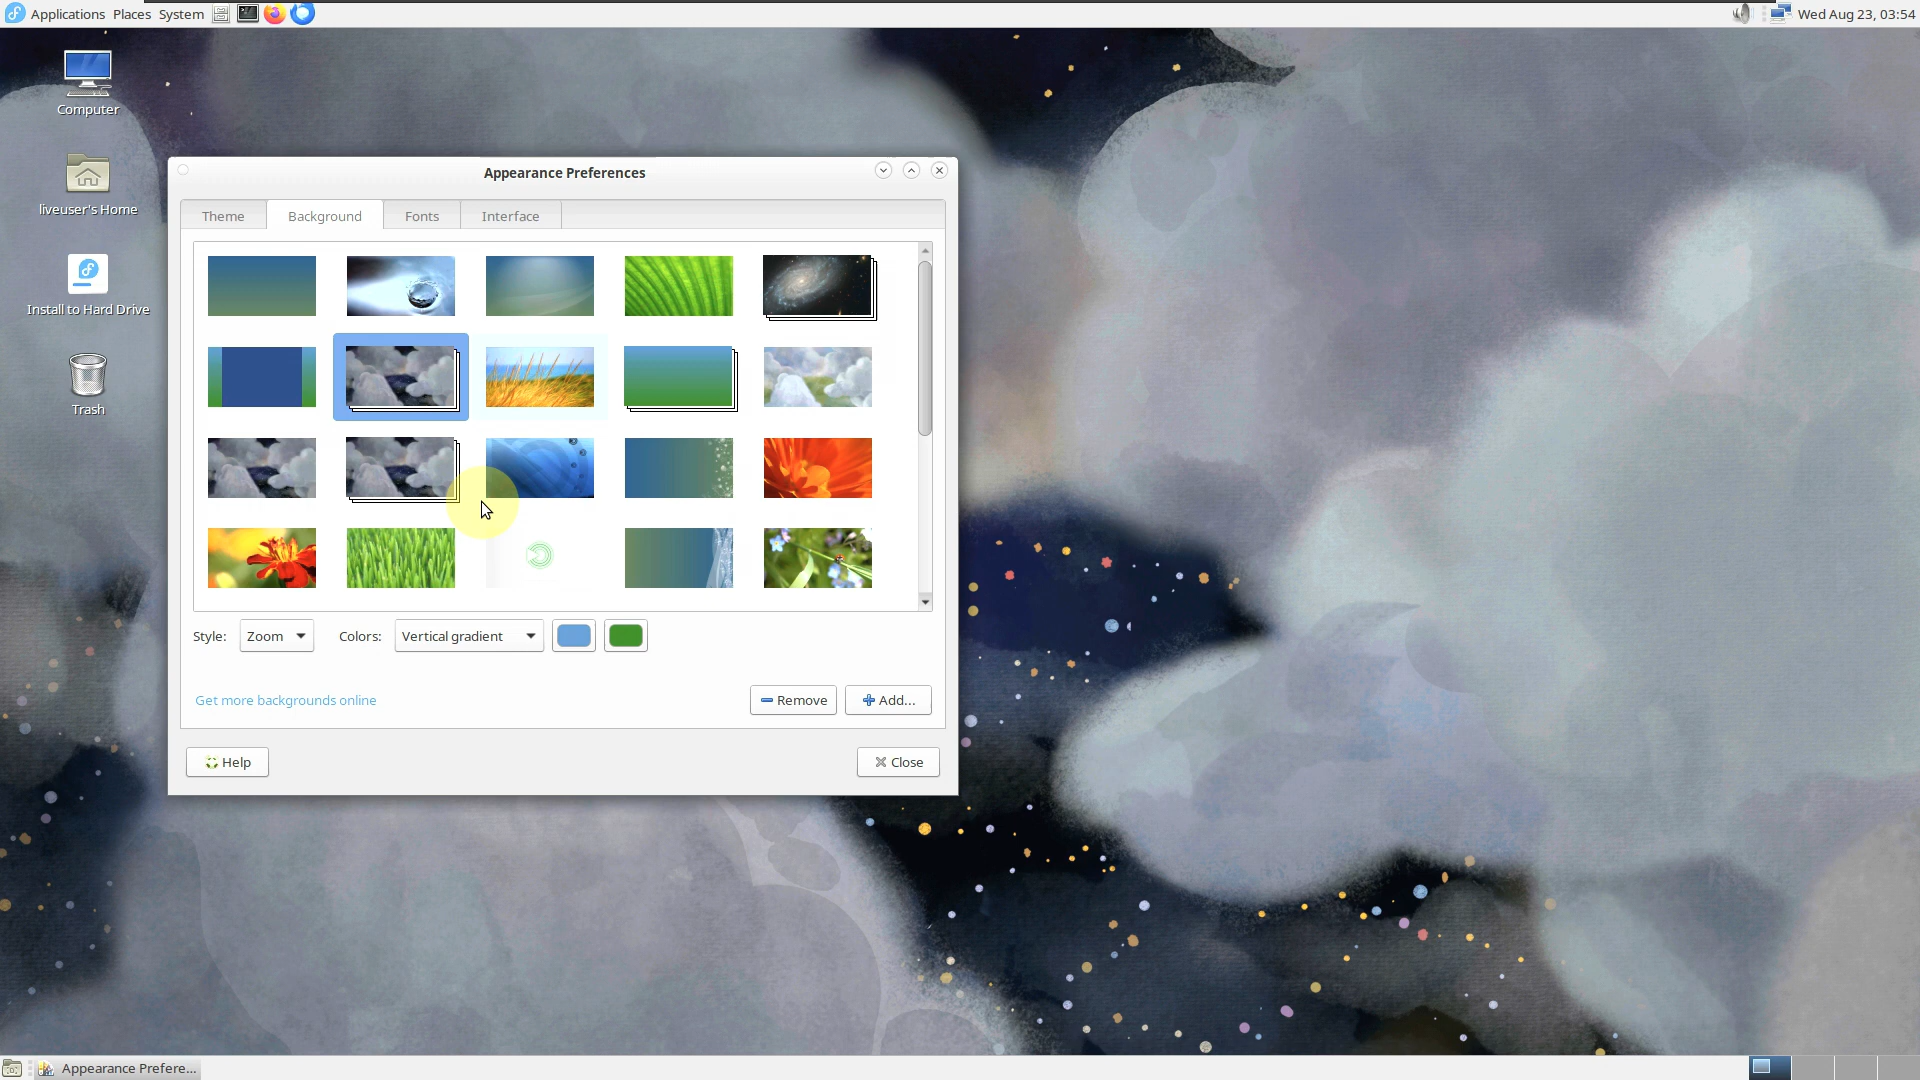 Applications Places System
Wed Aug 23, 03:54
Computer
liveuser's Home
Install to Hard Drive
Trash
Appearance Preferences
Theme Background Fonts Interface
Style: Zoom Colors: Vertical gradient
Get more backgrounds online Remove Add...
Help Close
Appearance Prefere...